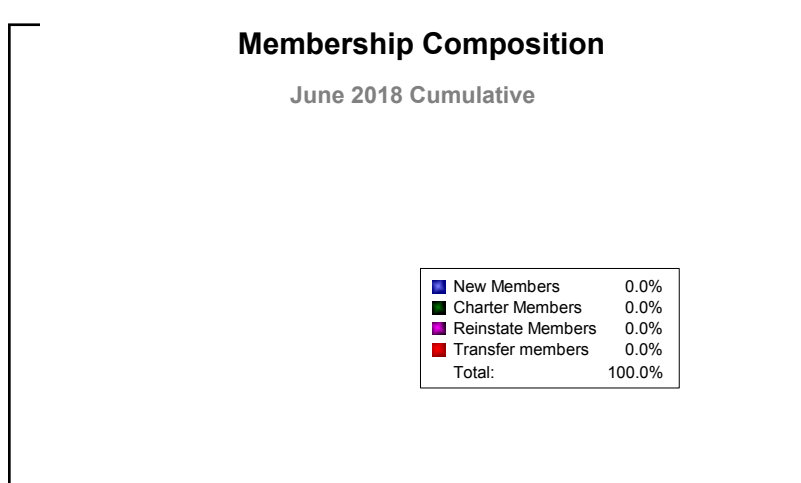 Membership Composition
June 2018 Cumulative
New Members 0.0%
Charter Members 0.0%
Reinstate Members 0.0%
Transfer members 0.0%
Total: 100.0%